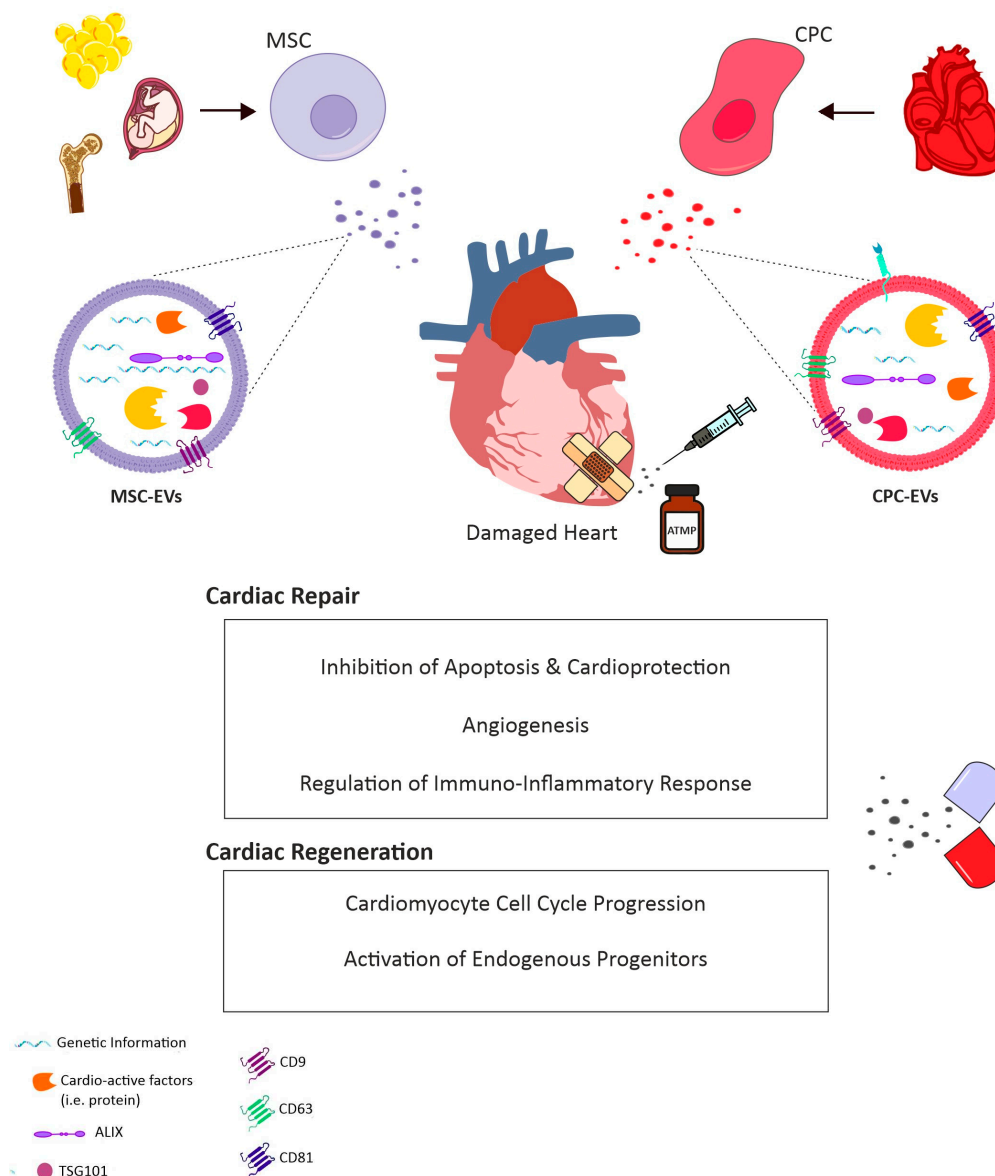 MSC
CPC
MSC-EVs
CPC-EVs
Damaged Heart
ATMP
Cardiac Repair
Inhibition of Apoptosis & Cardioprotection
Angiogenesis
Regulation of Immuno-Inflammatory Response
Cardiac Regeneration
Cardiomyocyte Cell Cycle Progression
Activation of Endogenous Progenitors
Genetic Information
Cardio-active factors
(i.e. protein)
ALIX
TSG101
CD9
CD63
CD81